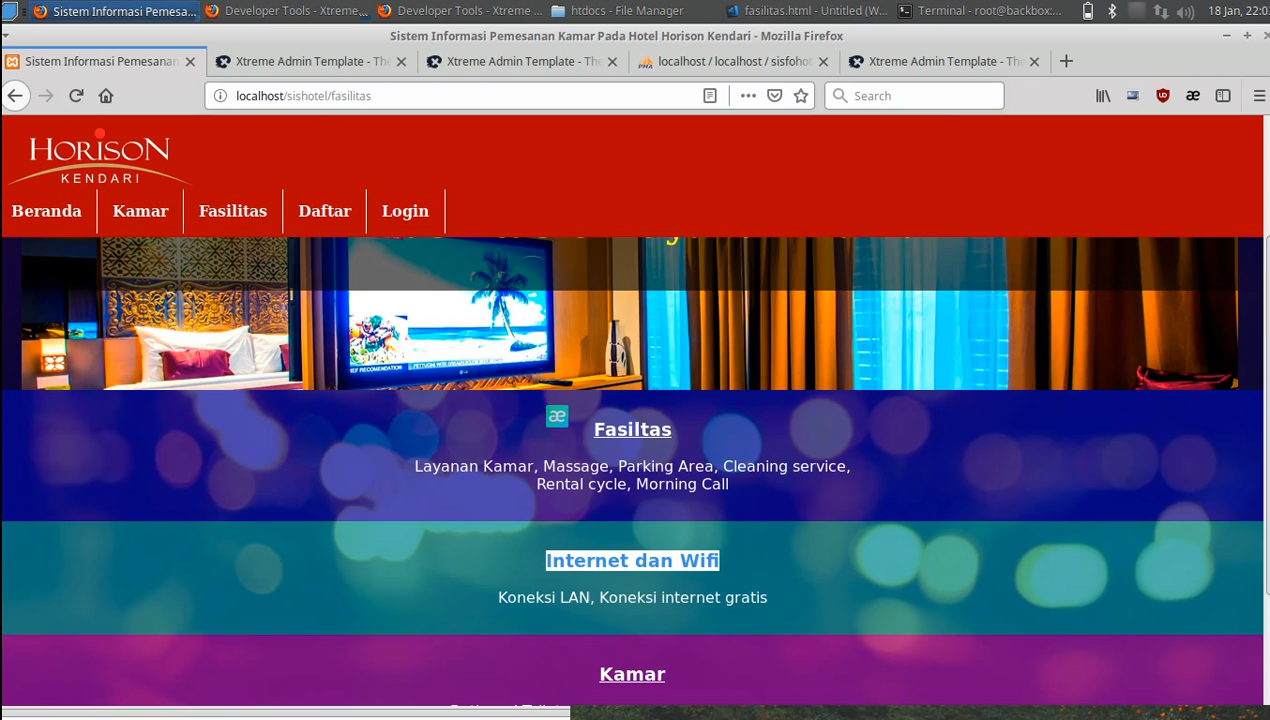 Sistem Informasi Pemesa...
Developer Tools - Xtreme...
Developer Tools - Xtreme ...
htdocs - File Manager
fasilitas.html - Untitled (W...
Terminal - root@backbox:...
18 Jan, 22:0
Sistem Informasi Pemesanan Kamar Pada Hotel Horison Kendari - Mozilla Firefox
Sistem Informasi Pemesanan
Xtreme Admin Template - The
Xtreme Admin Template - The
localhost / localhost / sisfohot
Xtreme Admin Template - The
localhost/sishotel/fasilitas
Search
HORISON
KENDARI
Beranda
Kamar
Fasilitas
Daftar
Login
Fasiltas
Layanan Kamar, Massage, Parking Area, Cleaning service,
Rental cycle, Morning Call
Internet dan Wifi
Koneksi LAN, Koneksi internet gratis
Kamar